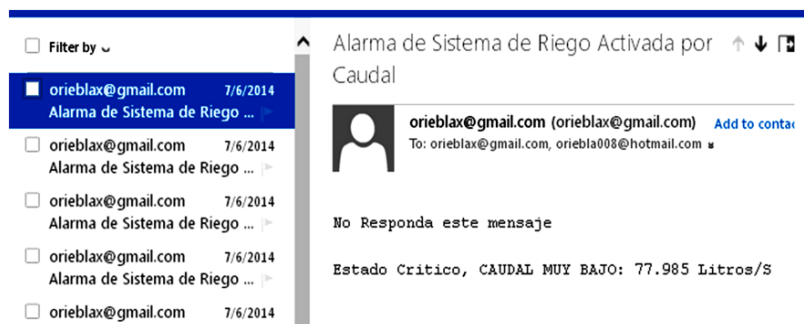 Filter by
orieblax@gmail.com 7/6/2014
Alarma de Sistema de Riego ...
orieblax@gmail.com 7/6/2014
Alarma de Sistema de Riego ...
orieblax@gmail.com 7/6/2014
Alarma de Sistema de Riego ...
orieblax@gmail.com 7/6/2014
Alarma de Sistema de Riego ...
orieblax@gmail.com 7/6/2014
Alarma de Sistema de Riego Activada por
Caudal
orieblax@gmail.com (orieblax@gmail.com) Add to contac
To: orieblax@gmail.com, oriebla008@hotmail.com
No Responda este mensaje
Estado Critico, CAUDAL MUY BAJO: 77.985 Litros/S